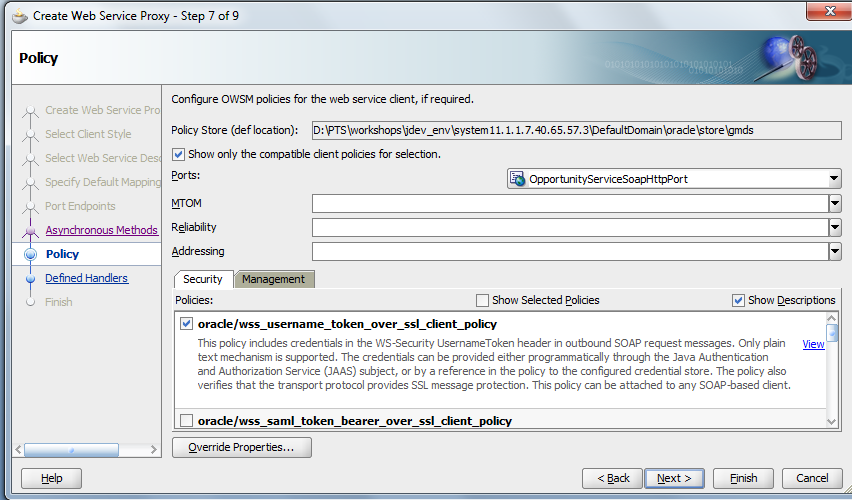 Create Web Service Proxy - Step 7 of 9
Policy
Create Web Service Pro
Select Client Style
Select Web Service Desc
Specify Default Mapping
Port Endpoints
Asynchronous Methods
Policy
Defined Handlers
Finish
Configure OWSM policies for the web service client, if required.
Policy Store (def location): D:\PTS\workshops\jdev_env\system11.1.1.7.40.65.57.3\DefaultDomain\oracle\store\gmds
Show only the compatible client policies for selection.
Ports: OpportunityServiceSoapHttpPort
MTOM
Reliability
Addressing
Security Management
Policies: Show Selected Policies Show Descriptions
oracle/wss_username_token_over_ssl_client_policy
This policy includes credentials in the WS-Security UsernameToken header in outbound SOAP request messages. Only plain
text mechanism is supported. The credentials can be provided either programmatically through the Java Authentication
and Authorization Service (JAAS) subject, or by a reference in the policy to the configured credential store. The policy also
verifies that the transport protocol provides SSL message protection. This policy can be attached to any SOAP-based client.
View
oracle/wss_saml_token_bearer_over_ssl_client_policy
Override Properties...
Help < Back Next > Finish Cancel